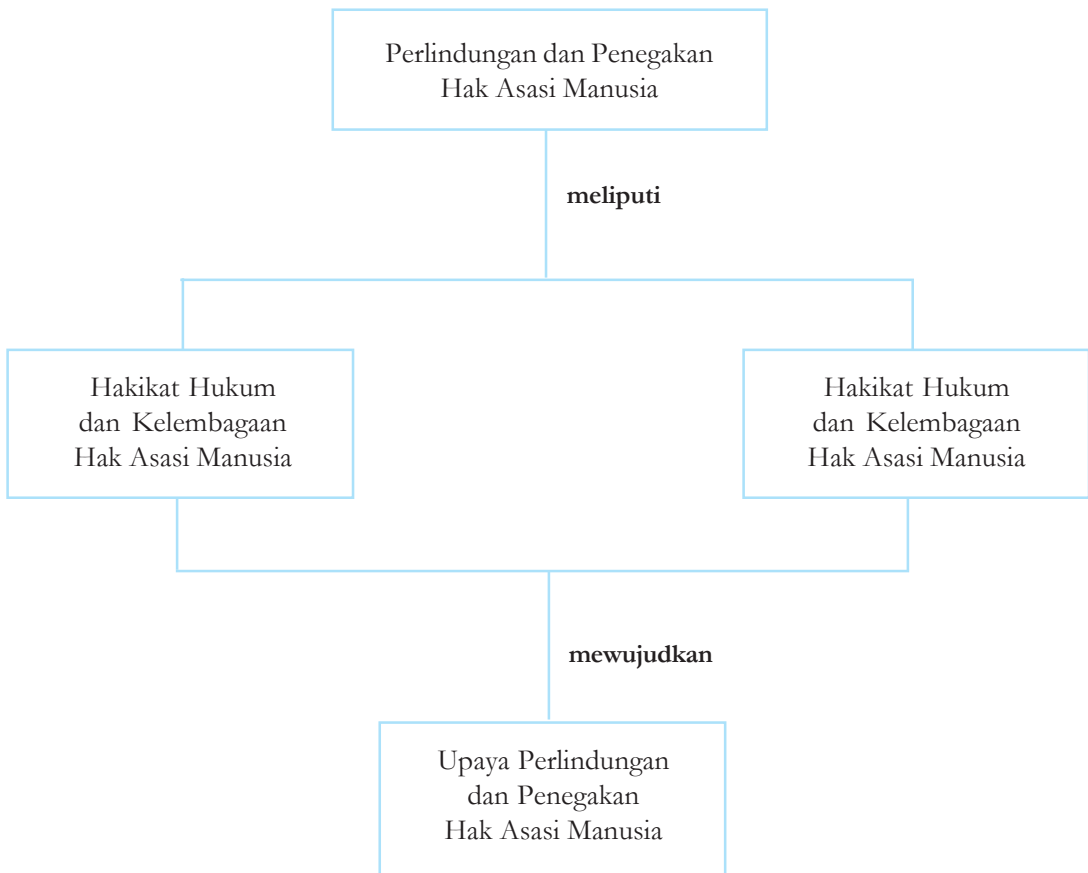 Perlindungan dan Penegakan
Hak Asasi Manusia
meliputi
Hakikat Hukum
dan Kelembagaan
Hak Asasi Manusia
Hakikat Hukum
dan Kelembagaan
Hak Asasi Manusia
mewujudkan
Upaya Perlindungan
dan Penegakan
Hak Asasi Manusia